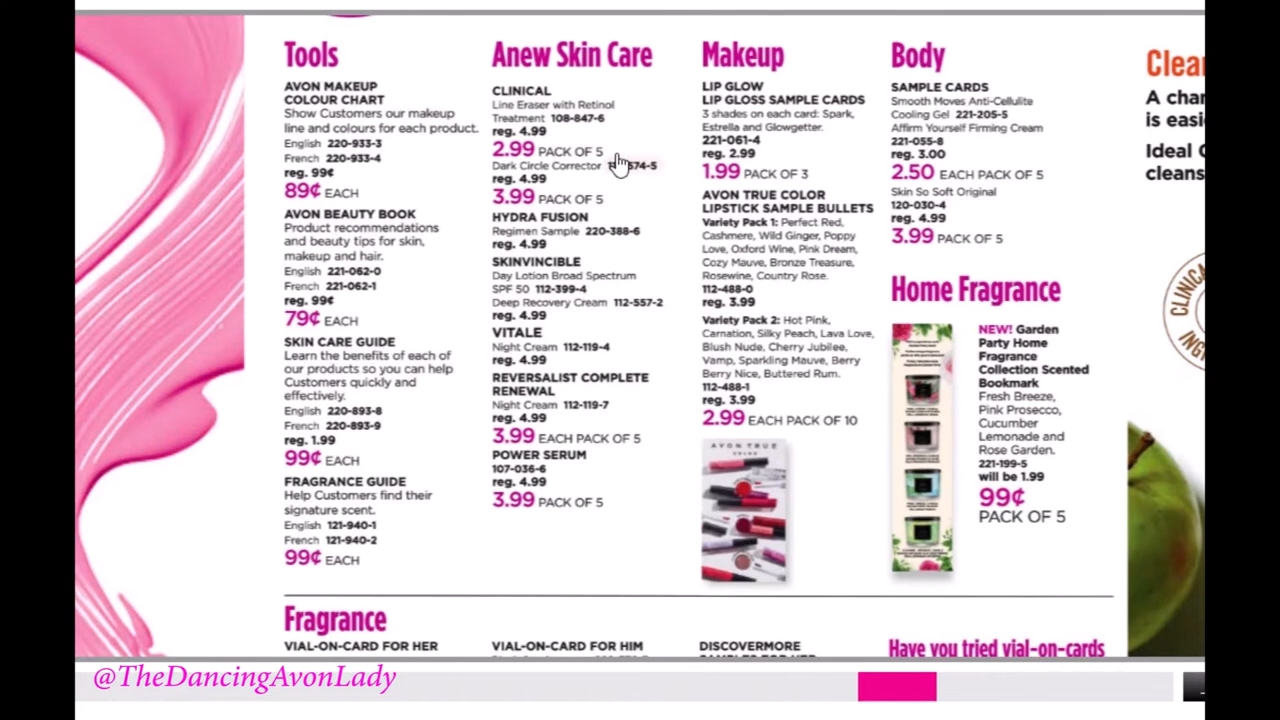 Tools
AVON MAKEUP
COLOUR CHART
Show Customers our makeup
line and colours for each product.
English 220-933-3
French 220-933-4
reg. 99¢
89¢ EACH
AVON BEAUTY BOOK
Product recommendations
and beauty tips for skin,
makeup and hair.
English 221-062-0
French 221-062-1
reg. 99¢
79¢ EACH
SKIN CARE GUIDE
Learn the benefits of each of
our products so you can help
Customers quickly and
effectively.
English 220-893-8
French 220-893-9
reg. 1.99
99¢ EACH
FRAGRANCE GUIDE
Help Customers find their
signature scent.
English 121-940-1
French 121-940-2
99¢ EACH
Anew Skin Care
CLINICAL
Line Eraser with Retinol
Treatment 108-847-6
reg. 4.99
2.99 PACK OF 5
Dark Circle Corrector
reg. 4.99
3.99 PACK OF 5
HYDRA FUSION
Regimen Sample 220-388-6
reg. 4.99
SKINVINCIBLE
Day Lotion Broad Spectrum
SPF 50 112-399-4
Deep Recovery Cream 112-557-2
reg. 4.99
VITALE
Night Cream 112-119-4
reg. 4.99
REVERSALIST COMPLETE
RENEWAL
Night Cream 112-119-7
reg. 4.99
3.99 EACH PACK OF 5
POWER SERUM
107-036-6
reg. 4.99
3.99 PACK OF 5
Makeup
LIP GLOW
LIP GLOSS SAMPLE CARDS
3 shades on each card: Spark,
Estrella and Glowgetter.
221-061-4
reg. 2.99
1.99 PACK OF 3
AVON TRUE COLOR
LIPSTICK SAMPLE BULLETS
Variety Pack 1: Perfect Red,
Cashmere, Wild Ginger, Poppy
Love, Oxford Wine, Pink Dream,
Cozy Mauve, Bronze Treasure,
Rosewine, Country Rose.
112-488-0
reg. 3.99
Variety Pack 2: Hot Pink,
Carnation, Silky Peach, Lava Love,
Blush Nude, Cherry Jubilee,
Vamp, Sparkling Mauve, Berry
Berry Nice, Buttered Rum.
112-488-1
reg. 3.99
2.99 EACH PACK OF 10
AVON TRUE
Body
SAMPLE CARDS
Smooth Moves Anti-Cellulite
Cooling Gel 221-205-5
Affirm Yourself Firming Cream
221-055-8
reg. 3.00
2.50 EACH PACK OF 5
Skin So Soft Original
120-030-4
reg. 4.99
3.99 PACK OF 5
Home Fragrance
NEW! Garden
Party Home
Fragrance
Collection Scented
Bookmark
Fresh Breeze,
Pink Prosecco,
Cucumber
Lemonade and
Rose Garden.
221-199-5
will be 1.99
99¢
PACK OF 5
Clear
A chan
is easi
Ideal C
cleans
CLINICA
ING
Fragrance
VIAL-ON-CARD FOR HER
VIAL-ON-CARD FOR HIM
DISCOVERMORE
Have you tried vial-on-cards
@TheDancingAvonLady